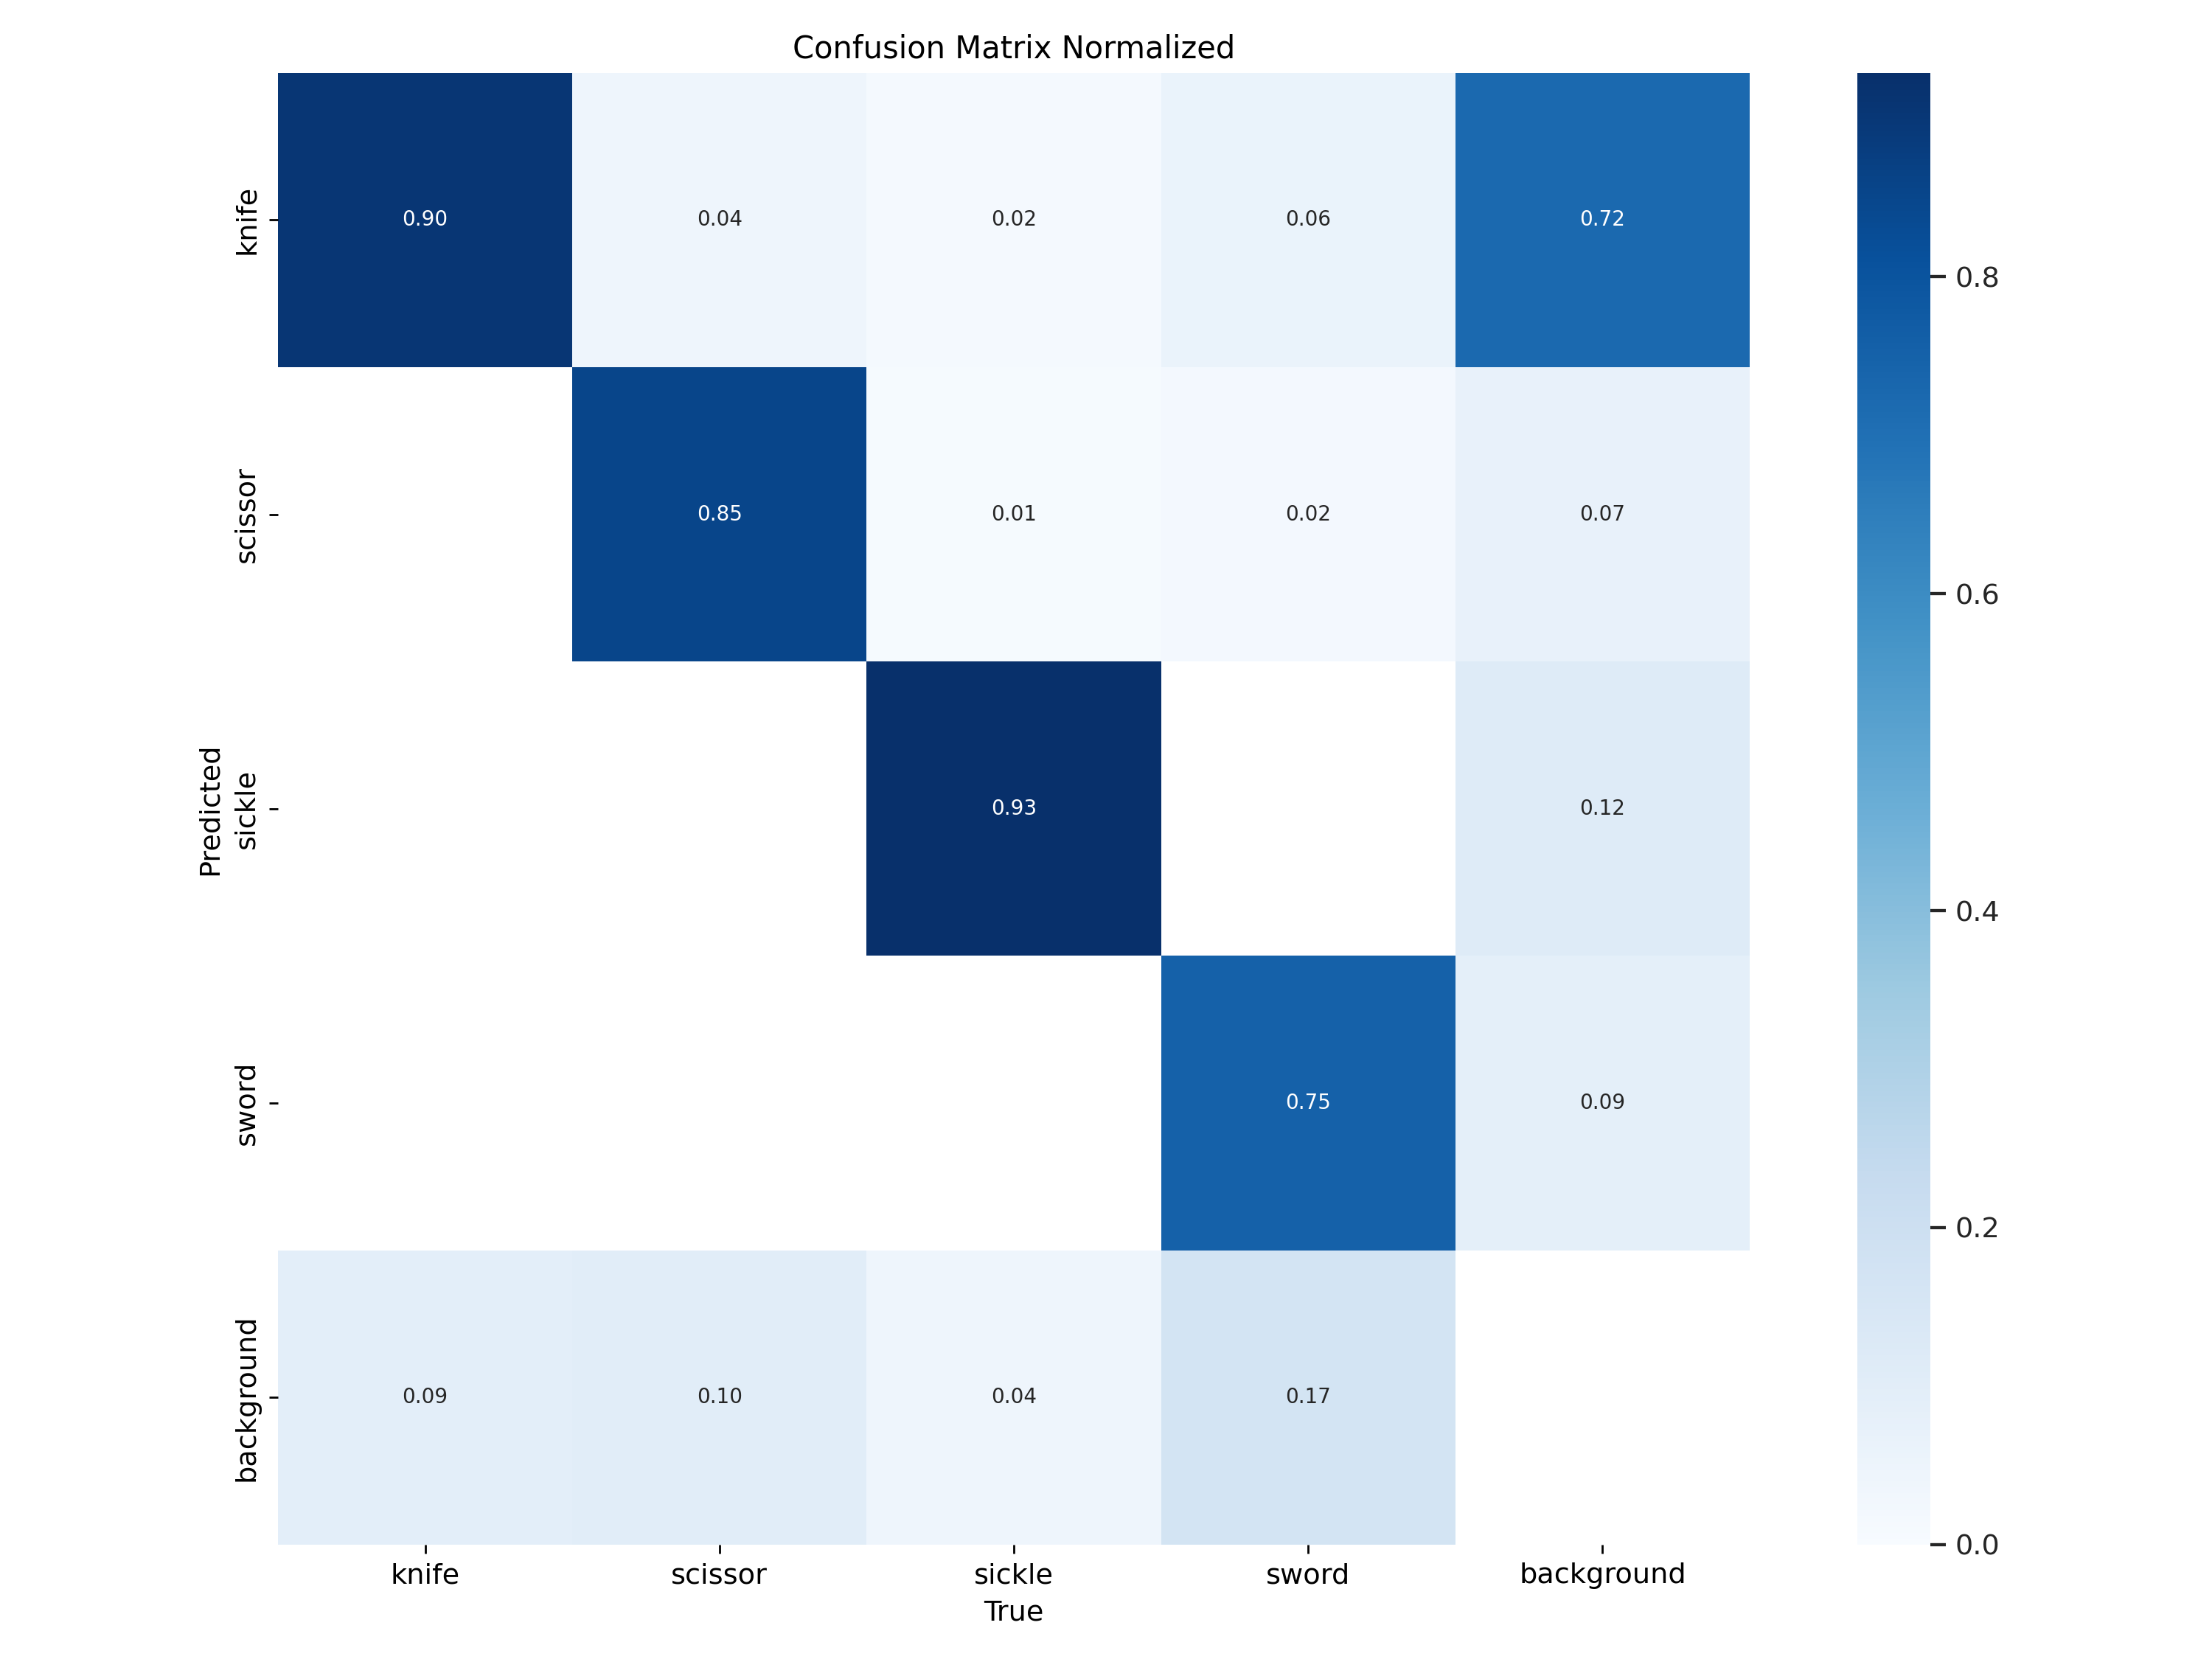 Confusion Matrix Normalized
knife
0.90
0.04
0.02
0.06
0.72
scissor
0.85
0.01
0.02
0.07
Predicted
sickle
0.93
0.12
sword
0.75
0.09
background
0.09
0.10
0.04
0.17
knife
scissor
sickle
sword
background
True
0.8
0.6
0.4
0.2
0.0